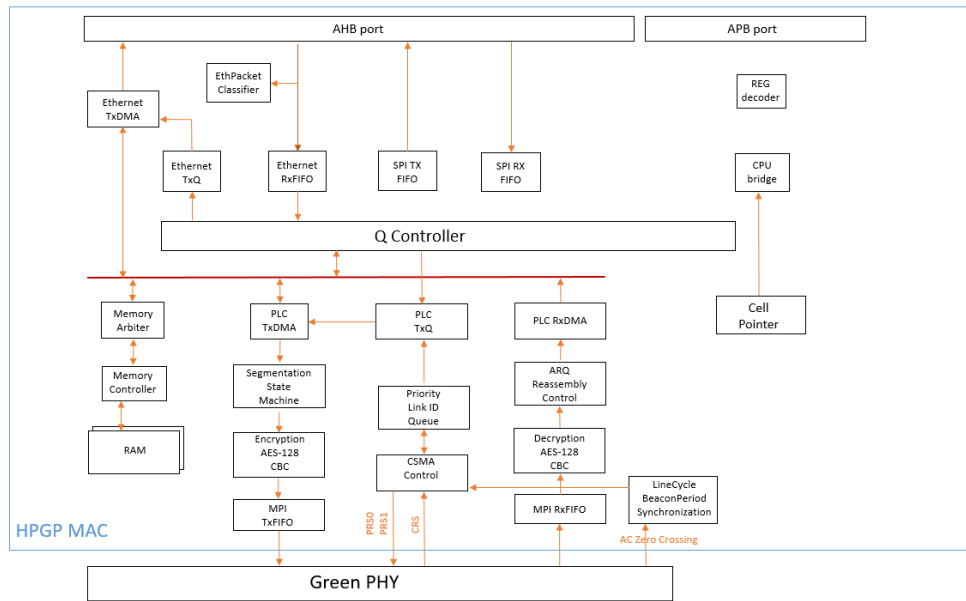 AHB port
APB port
EthPacket
Classifier
REG
decoder
Ethernet
TxDMA
Ethernet
TxQ
Ethernet
RxFIFO
SPI TX
FIFO
SPI RX
FIFO
CPU
bridge
Q Controller
Memory
Arbiter
PLC
TxDMA
PLC
TxQ
PLC RxDMA
Cell
Pointer
Memory
Controller
Segmentation
State
Machine
Priority
Link ID
Queue
ARQ
Reassembly
Control
RAM
Encryption
AES-128
CBC
CSMA
Control
Decryption
AES-128
CBC
LineCycle
BeaconPeriod
Synchronization
MPI
TxFIFO
PRS0
PRS1
CRS
MPI RxFIFO
HPGP MAC
AC Zero Crossing
Green PHY